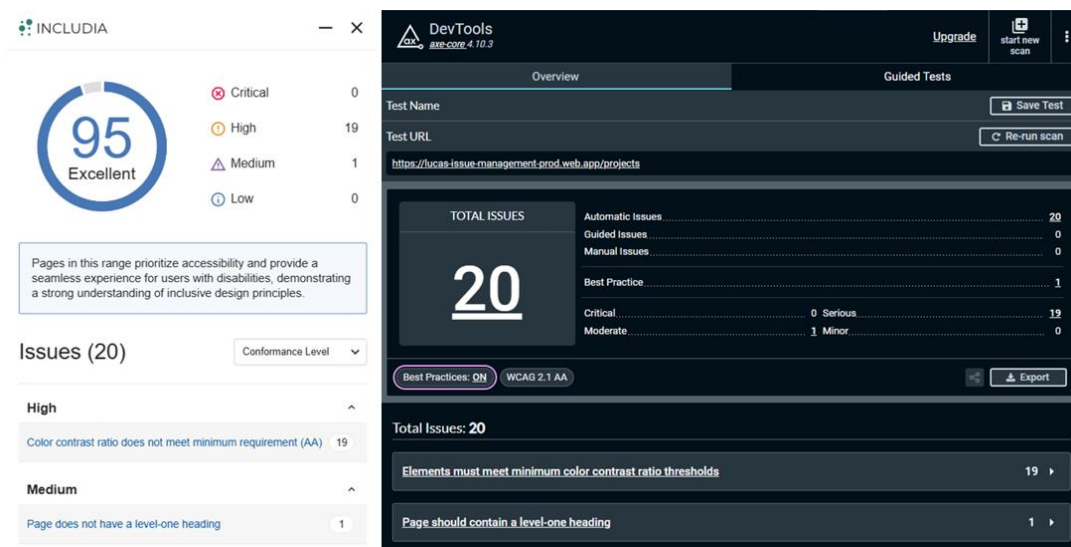 INCLUDIA
95
Excellent
Critical 0
High 19
Medium 1
Low 0
Pages in this range prioritize accessibility and provide a
seamless experience for users with disabilities, demonstrating
a strong understanding of inclusive design principles.
Issues (20)
Conformance Level
High
Color contrast ratio does not meet minimum requirement (AA) 19
Medium
Page does not have a level-one heading 1
ax
DevTools
axe-core 4.10.3
Upgrade
start new
scan
Overview
Guided Tests
Test Name
Save Test
Test URL
Re-run scan
https://lucas-issue-management-prod.web.app/projects
TOTAL ISSUES
20
Automatic Issues 20
Guided Issues 0
Manual Issues 0
Best Practice 1
Critical 0 Serious 19
Moderate 1 Minor 0
Best Practices: ON
WCAG 2.1 AA
Export
Total Issues: 20
Elements must meet minimum color contrast ratio thresholds 19
Page should contain a level-one heading 1